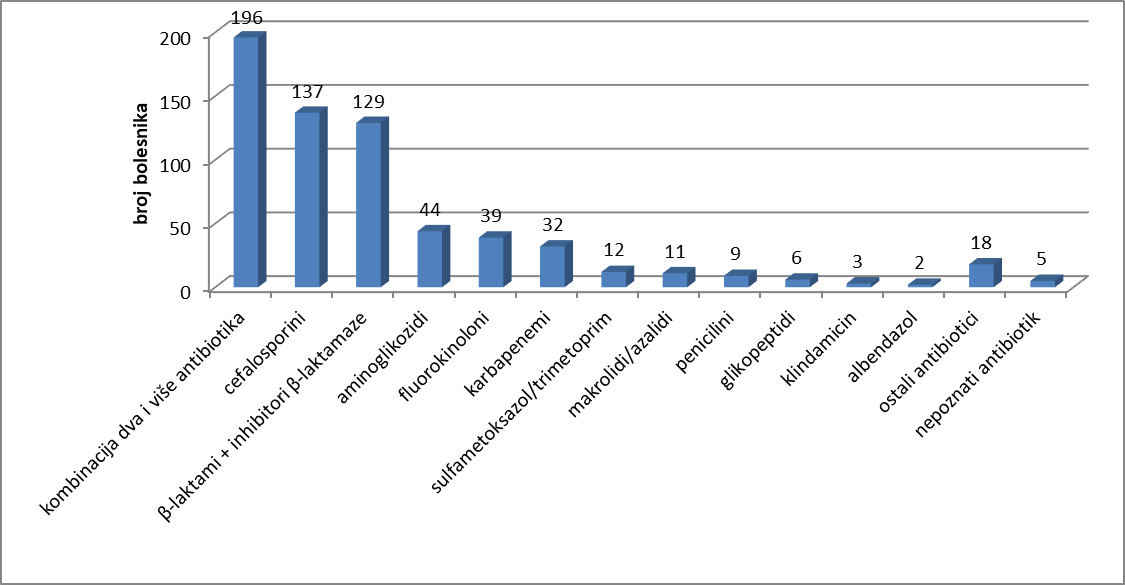 broj bolesnika
200
150
100
50
0
196
137
129
44
39
32
12
11
9
6
3
2
18
5
kombinacija dva i više antibiotika
cefalosporini
β-laktami + inhibitori β-laktamaze
aminoglikozidi
fluorokinoloni
karbapenemi
sulfametoksazol/trimetoprim
makrolidi/azalidi
penicilini
glikopeptidi
klindamicin
albendazol
ostali antibiotici
nepoznati antibiotik